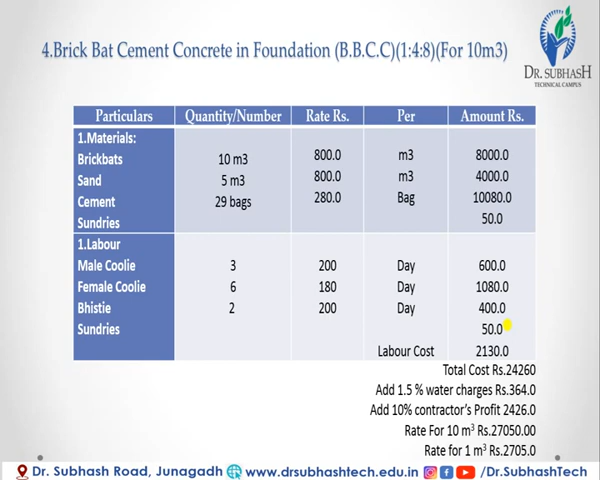 4.Brick Bat Cement Concrete in Foundation (B.B.C.C)(1:4:8)(For 10m3)
DR. SUBHASH
TECHNICAL CAMPUS
Particulars Quantity/Number Rate Rs. Per Amount Rs.
1.Materials:
Brickbats 10 m3 800.0 m3 8000.0
Sand 5 m3 800.0 m3 4000.0
Cement 29 bags 280.0 Bag 10080.0
Sundries 50.0
1.Labour
Male Coolie 3 200 Day 600.0
Female Coolie 6 180 Day 1080.0
Bhistie 2 200 Day 400.0
Sundries 50.0
Labour Cost 2130.0
Total Cost Rs.24260
Add 1.5 % water charges Rs.364.0
Add 10% contractor's Profit 2426.0
Rate For 10 m³ Rs.27050.00
Rate for 1 m³ Rs.2705.0
Dr. Subhash Road, Junagadh www.drsubhashtech.edu.in /Dr.SubhashTech